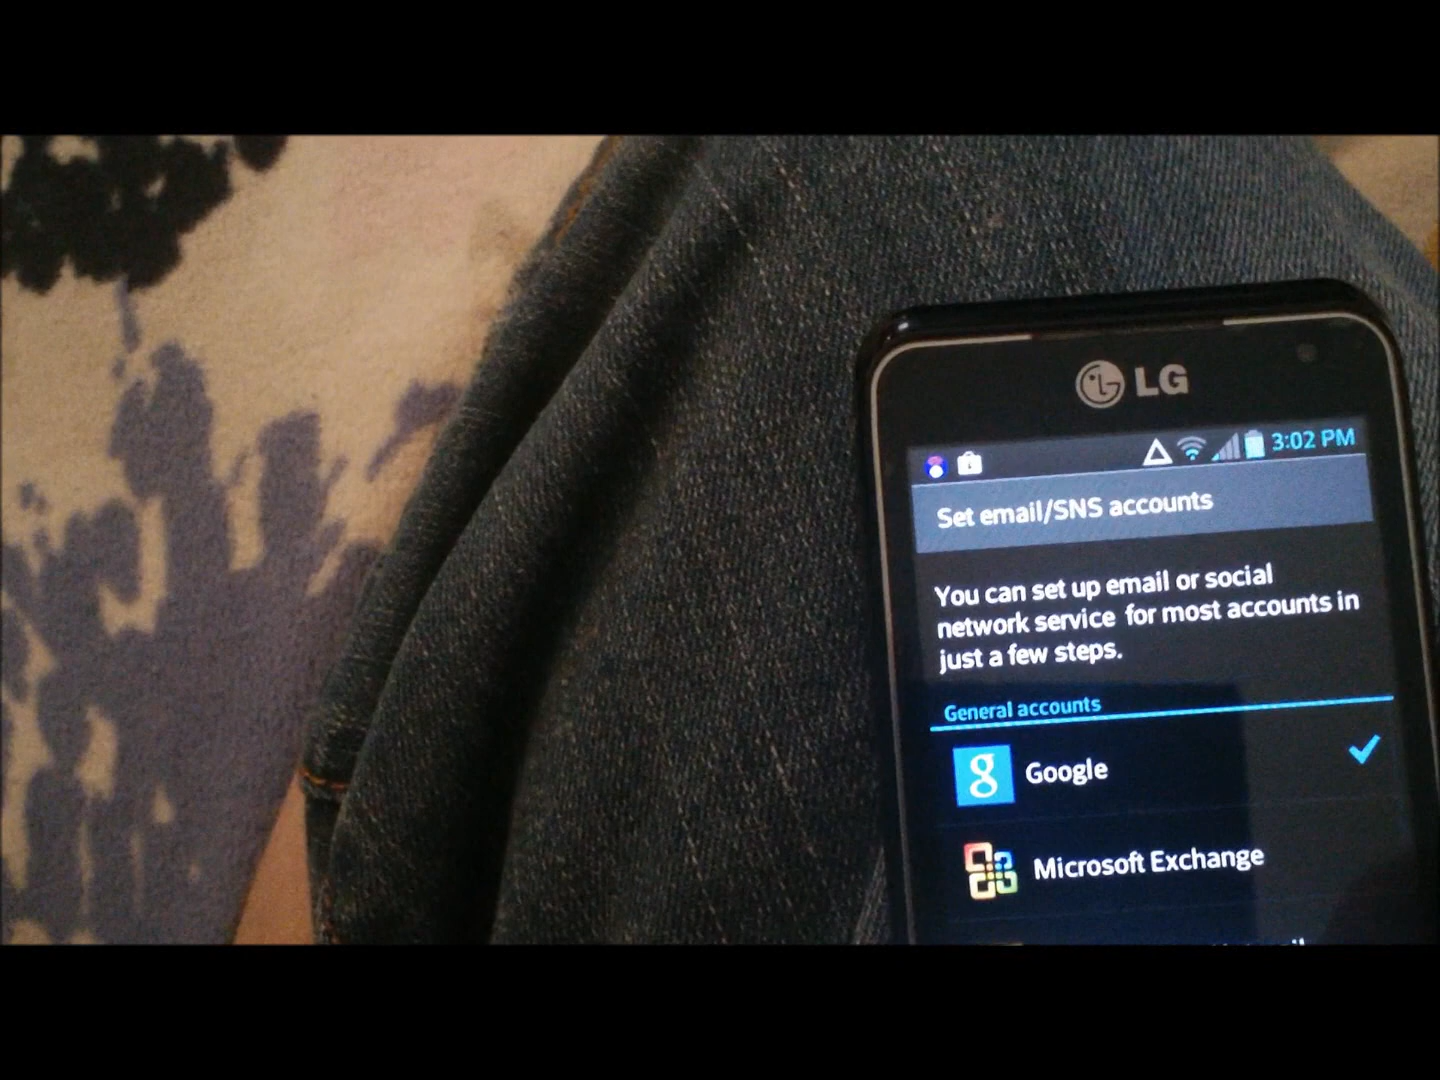 LG
3:02 PM
Set email/SNS accounts
You can set up email or social
network service for most accounts in
just a few steps.
General accounts
g Google
Microsoft Exchange